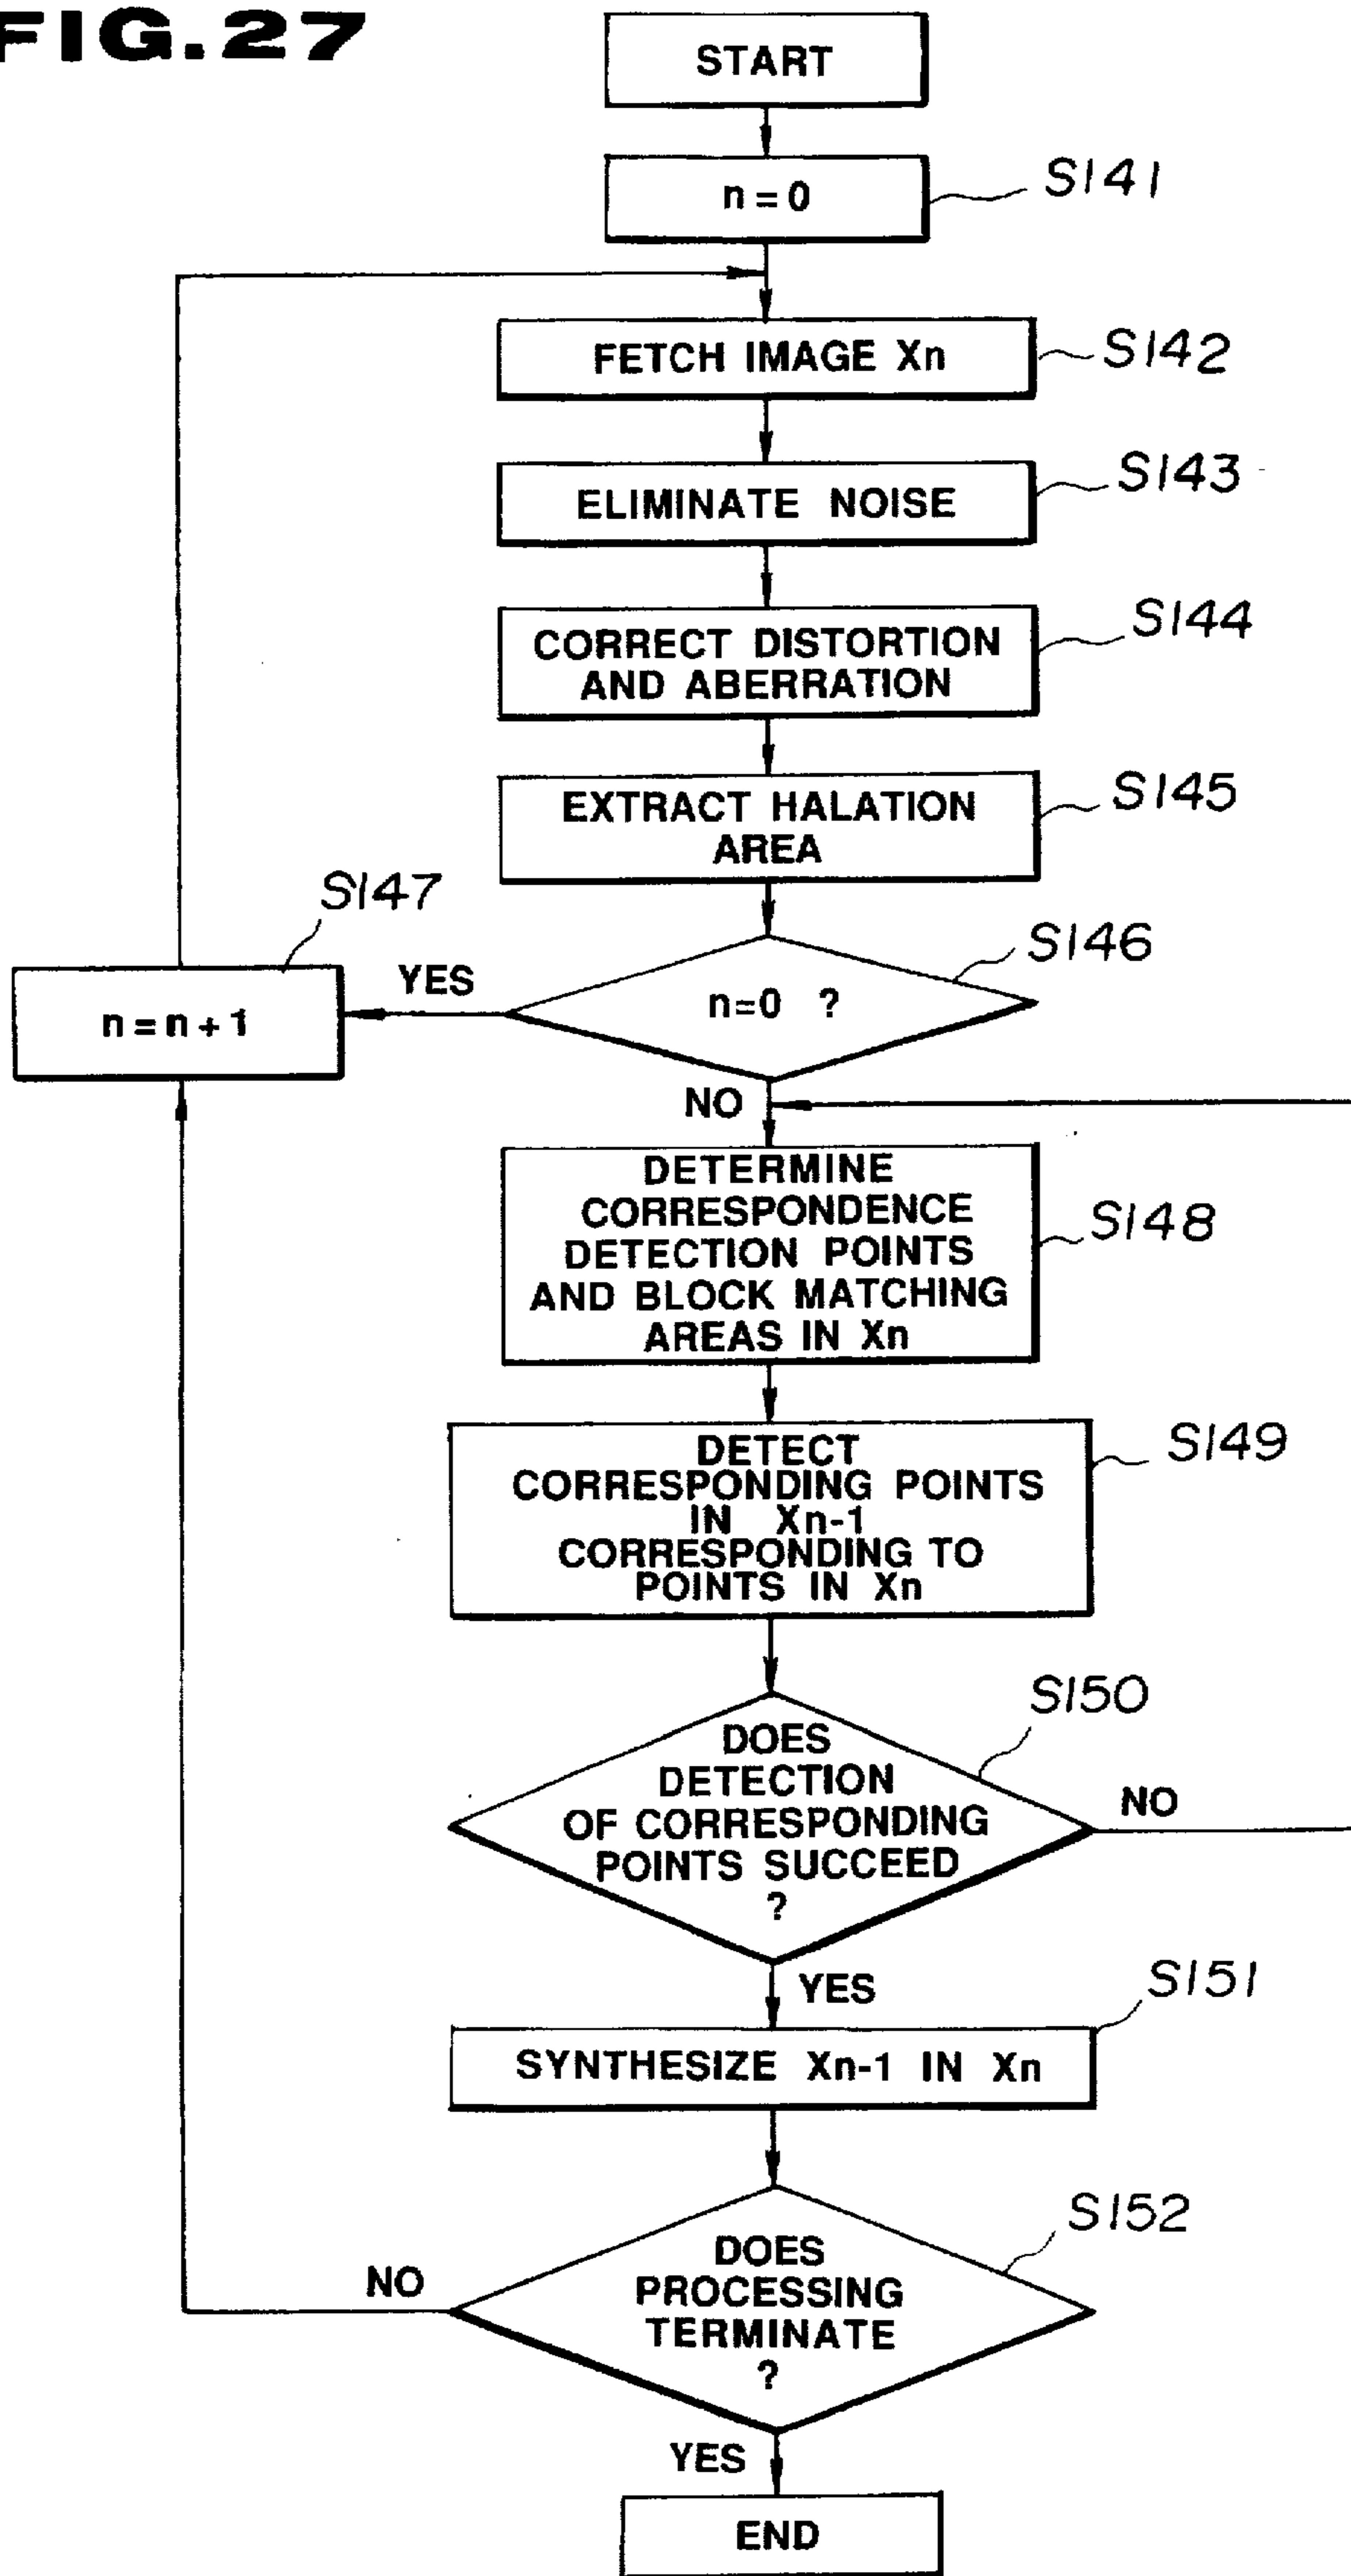 FIG.27
START
n = 0
S141
FETCH IMAGE Xn
S142
ELIMINATE NOISE
S143
CORRECT DISTORTION
AND ABERRATION
S144
EXTRACT HALATION
AREA
S145
S147
n = n + 1
YES
n=0 ?
S146
NO
DETERMINE
CORRESPONDENCE
DETECTION POINTS
AND BLOCK MATCHING
AREAS IN Xn
S148
DETECT
CORRESPONDING POINTS
IN Xn-1
CORRESPONDING TO
POINTS IN Xn
S149
DOES
DETECTION
OF CORRESPONDING
POINTS SUCCEED
?
S150
NO
YES
SYNTHESIZE Xn-1 IN Xn
S151
DOES
PROCESSING
TERMINATE
?
S152
NO
YES
END